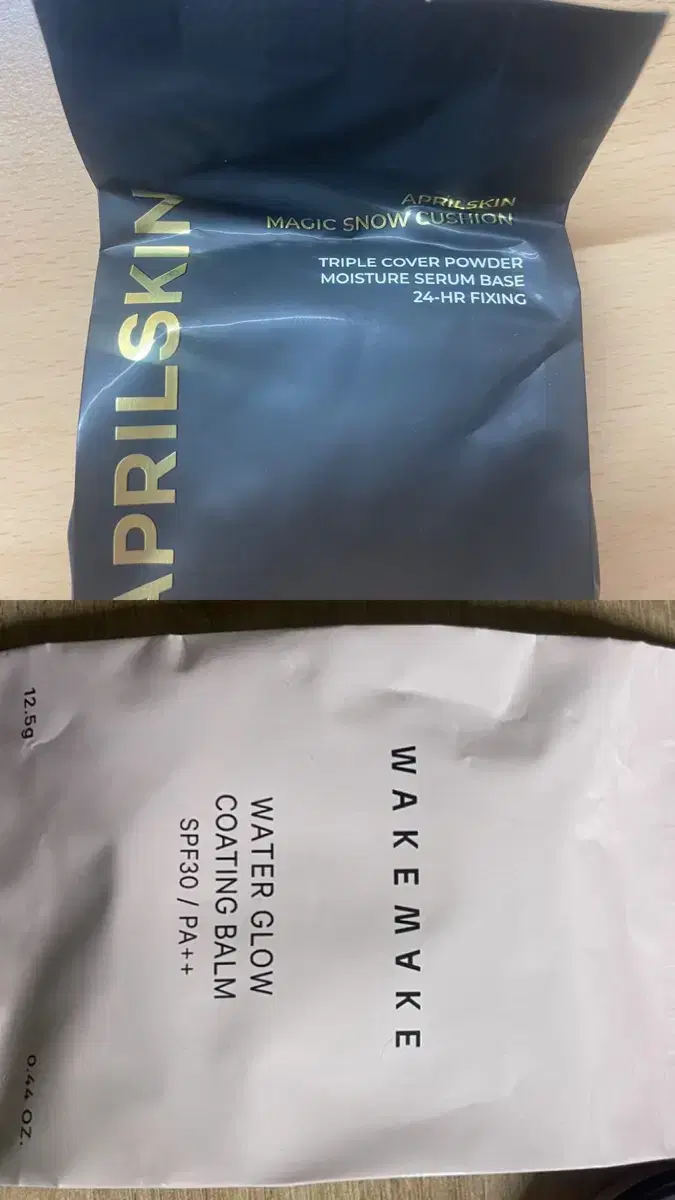 APRILSKIN
APRILSKIN
MAGIC SNOW CUSHION
TRIPLE COVER POWDER
MOISTURE SERUM BASE
24-HR FIXING
WAKEMAKE
WATER GLOW
COATING BALM
SPF30 / PA++
12.5g
0.44 OZ.